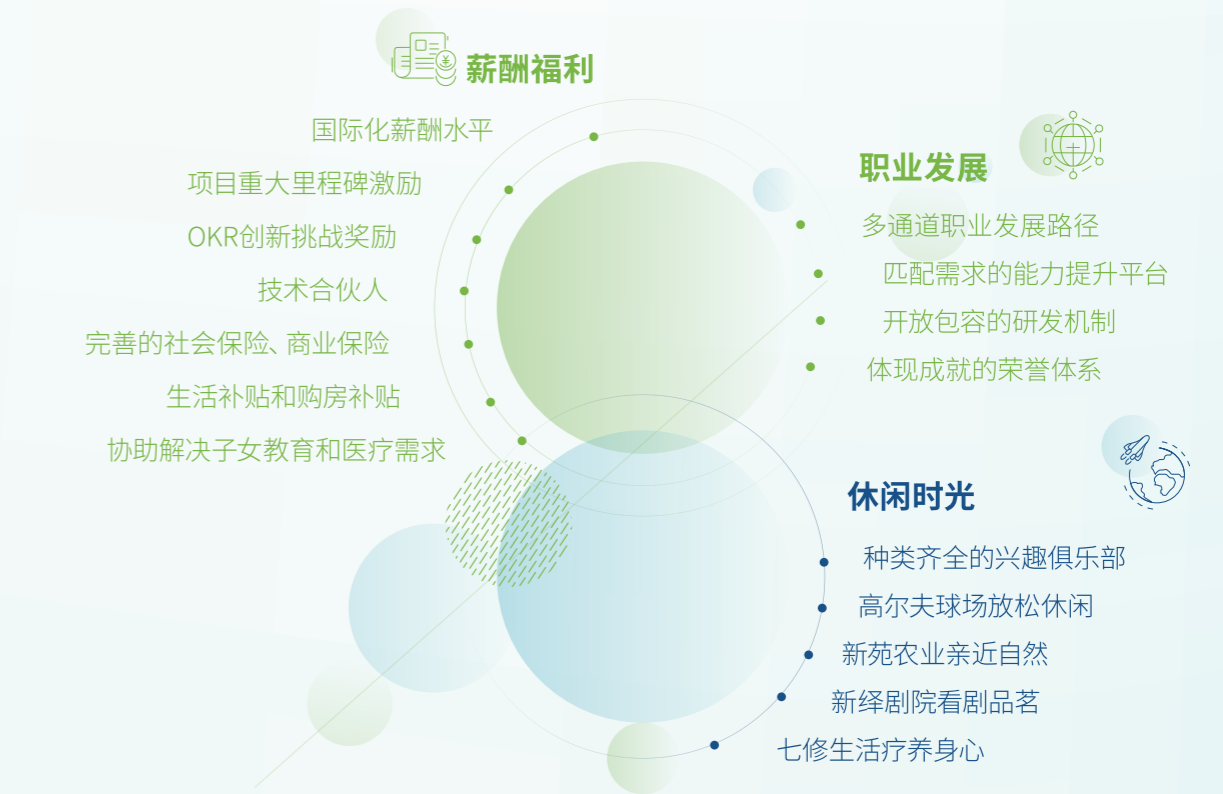 薪酬福利
国际化薪酬水平
项目重大里程碑激励
OKR创新挑战奖励
技术合伙人
完善的社会保险、商业保险
生活补贴和购房补贴
协助解决子女教育和医疗需求
职业发展
多通道职业发展路径
匹配需求的能力提升平台
开放包容的研发机制
体现成就的荣誉体系
休闲时光
种类齐全的兴趣俱乐部
高尔夫球场放松休闲
新苑农业亲近自然
新绎剧院看剧品茗
七修生活疗养身心